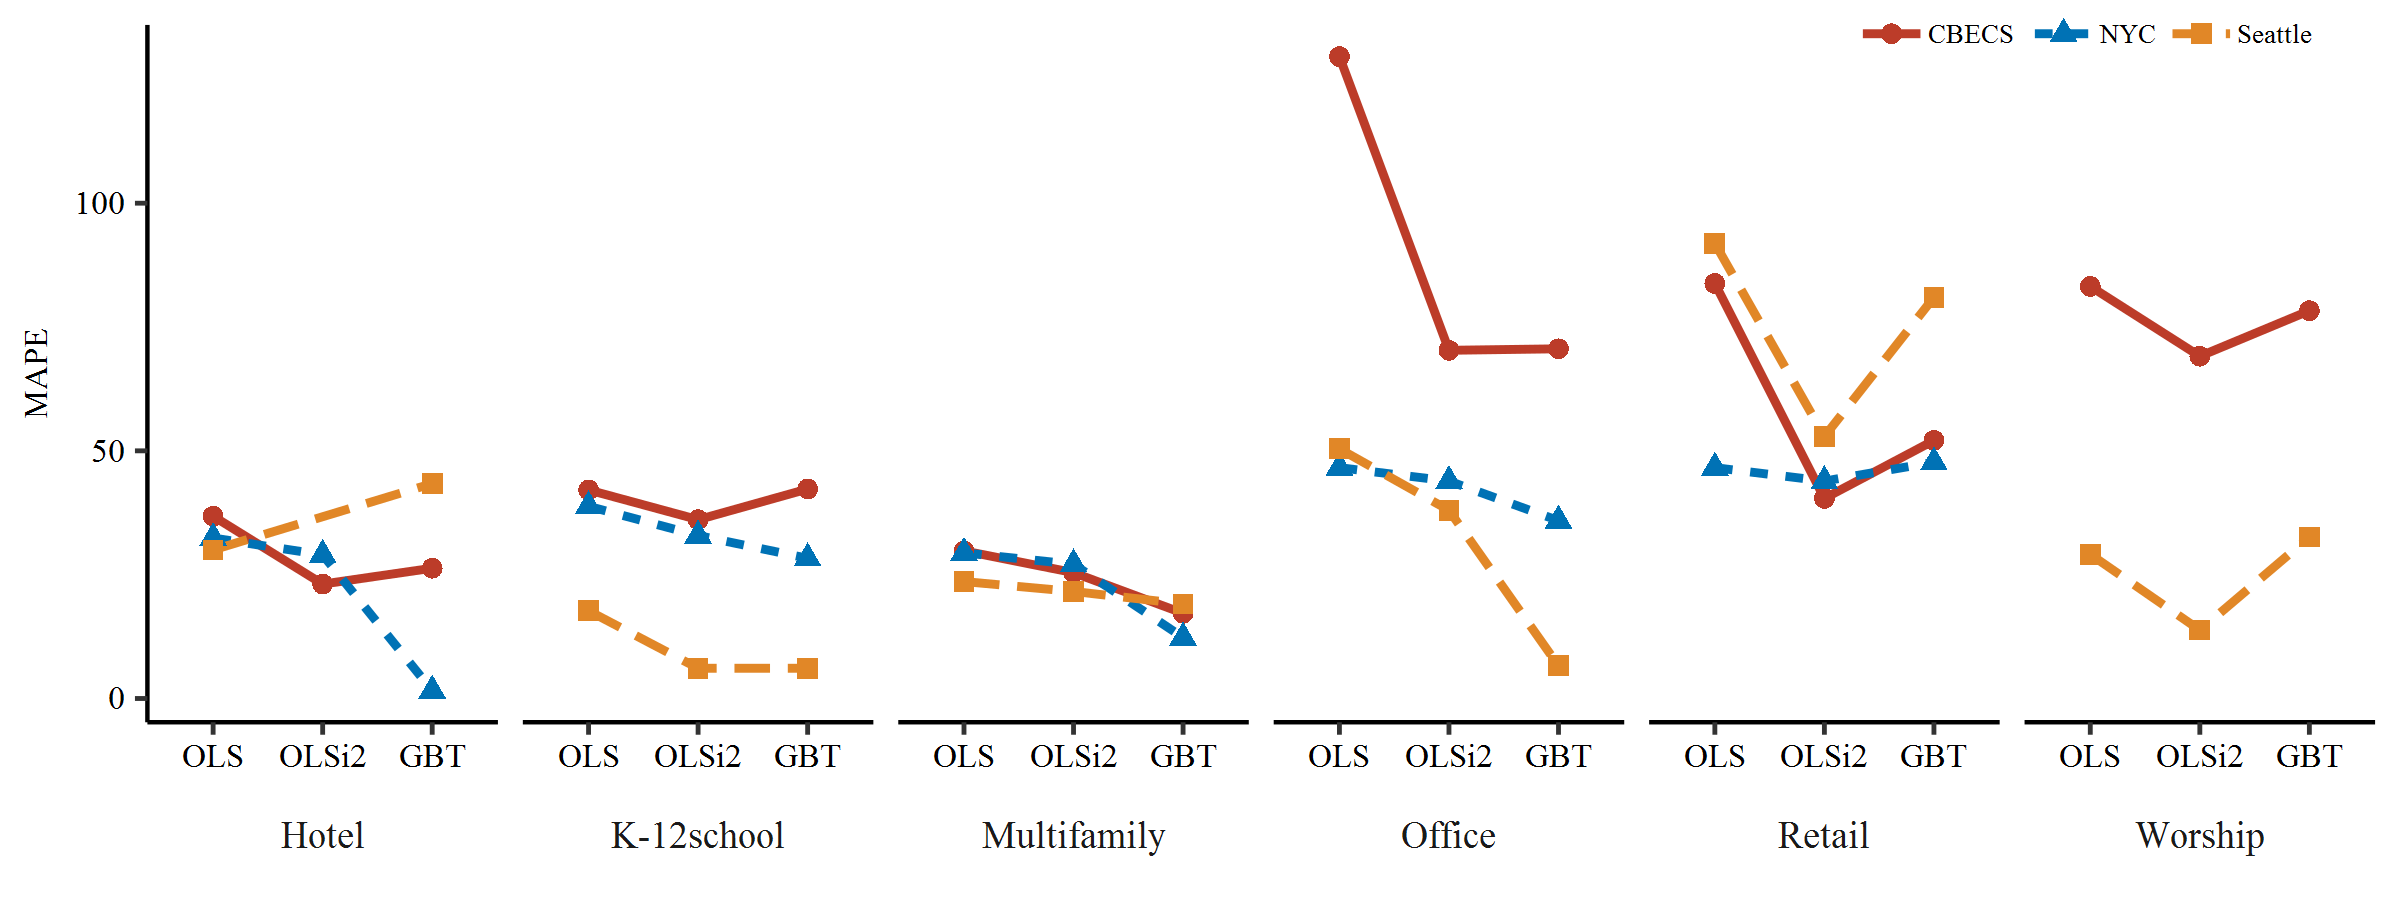 CBECS NYC Seattle
MAPE
100
50
0
OLS OLSi2 GBT OLS OLSi2 GBT OLS OLSi2 GBT OLS OLSi2 GBT OLS OLSi2 GBT OLS OLSi2 GBT
Hotel K-12school Multifamily Office Retail Worship